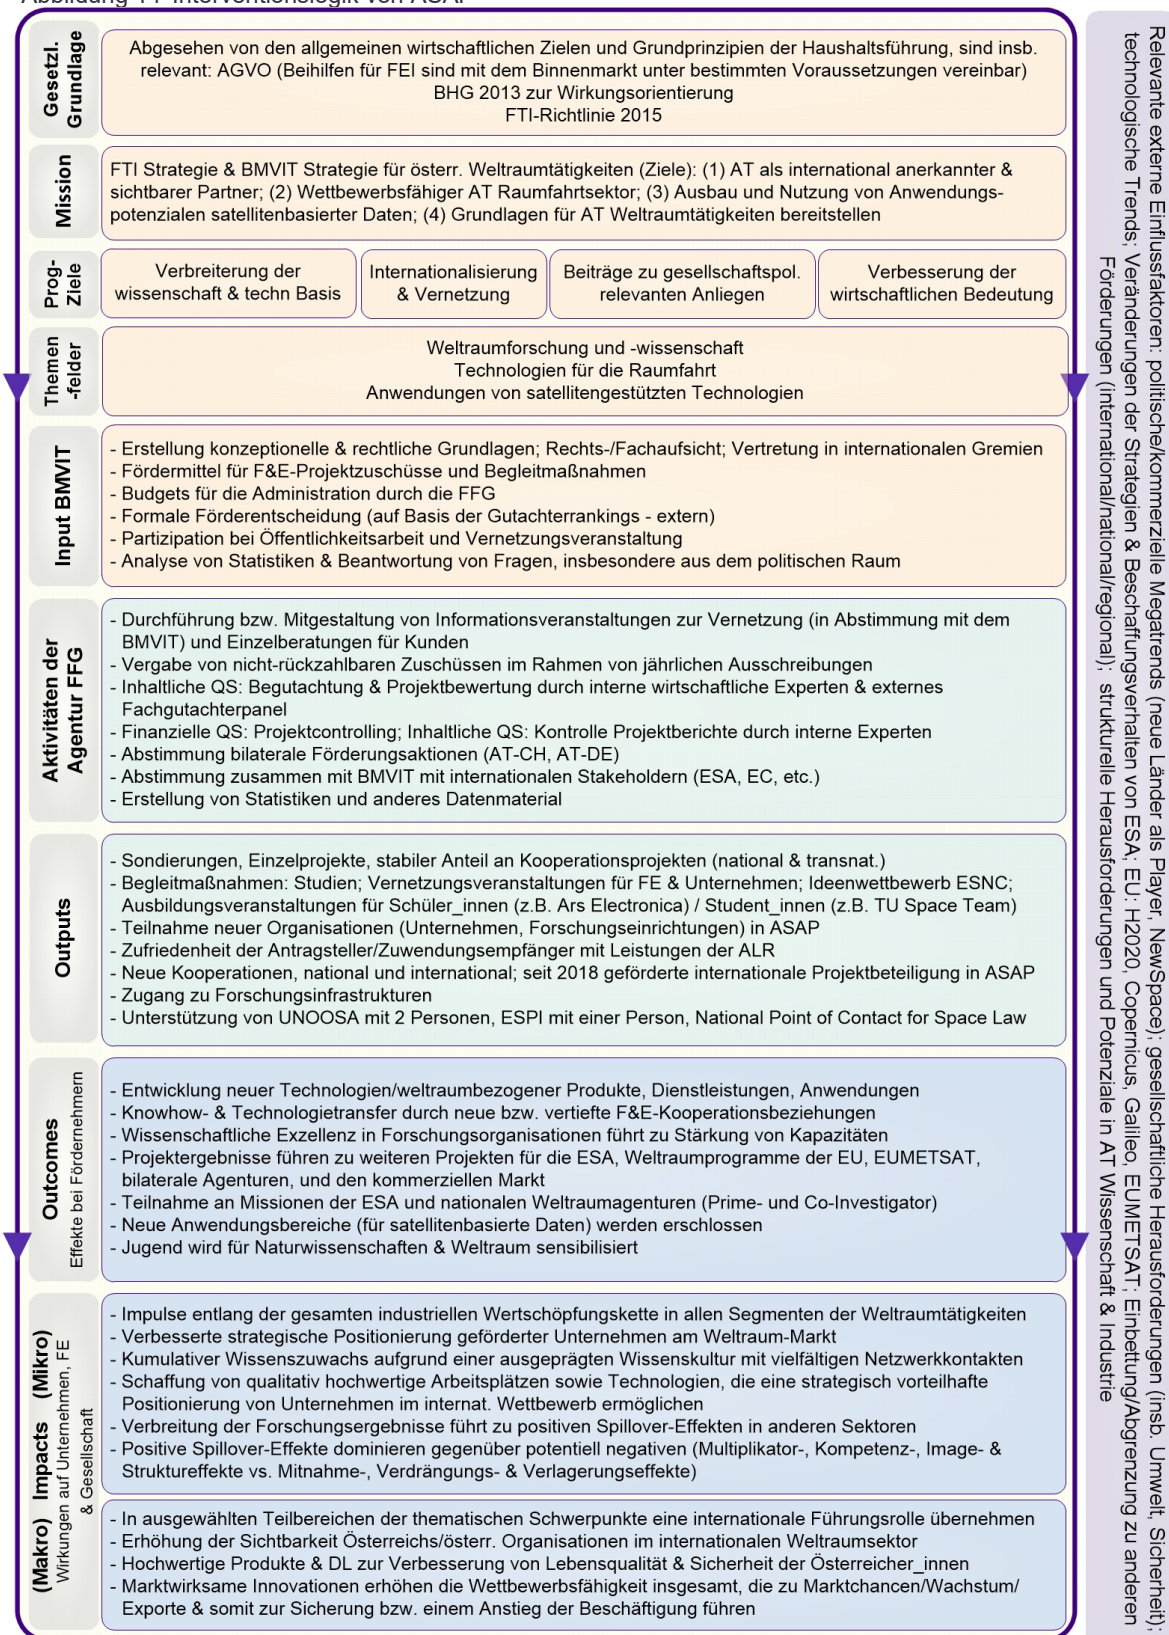 Abbildung 11 Interventionslogik von ASAP
Gesetzl.
Grundlage
Abgesehen von den allgemeinen wirtschaftlichen Zielen und Grundprinzipien der Haushaltsführung, sind insb.
relevant: AGVO (Beihilfen für FEI sind mit dem Binnenmarkt unter bestimmten Voraussetzungen vereinbar)
BHG 2013 zur Wirkungsorientierung
FTI-Richtlinie 2015
Mission
FTI Strategie & BMVIT Strategie für österr. Weltraumtätigkeiten (Ziele): (1) AT als international anerkannter &
sichtbarer Partner; (2) Wettbewerbsfähiger AT Raumfahrtsektor; (3) Ausbau und Nutzung von Anwendungs-
potenzialen satellitenbasierter Daten; (4) Grundlagen für AT Weltraumtätigkeiten bereitstellen
Prog-
Ziele
Verbreiterung der
wissenschaft & techn Basis
Internationalisierung
& Vernetzung
Beiträge zu gesellschaftspol.
relevanten Anliegen
Verbesserung der
wirtschaftlichen Bedeutung
Themen
-felder
Weltraumforschung und -wissenschaft
Technologien für die Raumfahrt
Anwendungen von satellitengestützten Technologien
Input BMVIT
- Erstellung konzeptionelle & rechtliche Grundlagen; Rechts-/Fachaufsicht; Vertretung in internationalen Gremien
- Fördermittel für F&E-Projektzuschüsse und Begleitmaßnahmen
- Budgets für die Administration durch die FFG
- Formale Förderentscheidung (auf Basis der Gutachterrankings - extern)
- Partizipation bei Öffentlichkeitsarbeit und Vernetzungsveranstaltung
- Analyse von Statistiken & Beantwortung von Fragen, insbesondere aus dem politischen Raum
Aktivitäten der
Agentur FFG
- Durchführung bzw. Mitgestaltung von Informationsveranstaltungen zur Vernetzung (in Abstimmung mit dem
BMVIT) und Einzelberatungen für Kunden
- Vergabe von nicht-rückzahlbaren Zuschüssen im Rahmen von jährlichen Ausschreibungen
- Inhaltliche QS: Begutachtung & Projektbewertung durch interne wirtschaftliche Experten & externes
Fachgutachterpanel
- Finanzielle QS: Projektcontrolling; Inhaltliche QS: Kontrolle Projektberichte durch interne Experten
- Abstimmung bilaterale Förderungsaktionen (AT-CH, AT-DE)
- Abstimmung zusammen mit BMVIT mit internationalen Stakeholdern (ESA, EC, etc.)
- Erstellung von Statistiken und anderes Datenmaterial
Outputs
- Sondierungen, Einzelprojekte, stabiler Anteil an Kooperationsprojekten (national & transnat.)
- Begleitmaßnahmen: Studien; Vernetzungsveranstaltungen für FE & Unternehmen; Ideenwettbewerb ESNC;
Ausbildungsveranstaltungen für Schüler_innen (z.B. Ars Electronica) / Student_innen (z.B. TU Space Team)
- Teilnahme neuer Organisationen (Unternehmen, Forschungseinrichtungen) in ASAP
- Zufriedenheit der Antragsteller/Zuwendungsempfänger mit Leistungen der ALR
- Neue Kooperationen, national und international; seit 2018 geförderte internationale Projektbeteiligung in ASAP
- Zugang zu Forschungsinfrastrukturen
- Unterstützung von UNOOSA mit 2 Personen, ESPI mit einer Person, National Point of Contact for Space Law
Outcomes
Effekte bei Fördernehmern
- Entwicklung neuer Technologien/weltraumbezogener Produkte, Dienstleistungen, Anwendungen
- Knowhow- & Technologietransfer durch neue bzw. vertiefte F&E-Kooperationsbeziehungen
- Wissenschaftliche Exzellenz in Forschungsorganisationen führt zu Stärkung von Kapazitäten
- Projektergebnisse führen zu weiteren Projekten für die ESA, Weltraumprogramme der EU, EUMETSAT,
bilaterale Agenturen, und den kommerziellen Markt
- Teilnahme an Missionen der ESA und nationalen Weltraumagenturen (Prime- und Co-Investigator)
- Neue Anwendungsbereiche (für satellitenbasierte Daten) werden erschlossen
- Jugend wird für Naturwissenschaften & Weltraum sensibilisiert
(Makro) Impacts (Mikro)
Wirkungen auf Unternehmen, FE
& Gesellschaft
- Impulse entlang der gesamten industriellen Wertschöpfungskette in allen Segmenten der Weltraumtätigkeiten
- Verbesserte strategische Positionierung geförderter Unternehmen am Weltraum-Markt
- Kumulativer Wissenszuwachs aufgrund einer ausgeprägten Wissenskultur mit vielfältigen Netzwerkkontakten
- Schaffung von qualitativ hochwertige Arbeitsplätzen sowie Technologien, die eine strategisch vorteilhafte
Positionierung von Unternehmen im internat. Wettbewerb ermöglichen
- Verbreitung der Forschungsergebnisse führt zu positiven Spillover-Effekten in anderen Sektoren
- Positive Spillover-Effekte dominieren gegenüber potentiell negativen (Multiplikator-, Kompetenz-, Image- &
Struktureffekte vs. Mitnahme-, Verdrängungs- & Verlagerungseffekte)
- In ausgewählten Teilbereichen der thematischen Schwerpunkte eine internationale Führungsrolle übernehmen
- Erhöhung der Sichtbarkeit Österreichs/österr. Organisationen im internationalen Weltraumsektor
- Hochwertige Produkte & DL zur Verbesserung von Lebensqualität & Sicherheit der Österreicher_innen
- Marktwirksame Innovationen erhöhen die Wettbewerbsfähigkeit insgesamt, die zu Marktchancen/Wachstum/
Exporte & somit zur Sicherung bzw. einem Anstieg der Beschäftigung führen
Relevante externe Einflussfaktoren: politische/kommerzielle Megatrends (neue Länder als Player, NewSpace); gesellschaftliche Herausforderungen (insb. Umwelt, Sicherheit);
technologische Trends; Veränderungen der Strategien & Beschaffungsverhalten von ESA; EU: H2020, Copernicus, Galileo, EUMETSAT; Einbettung/Abgrenzung zu anderen
Förderungen (international/national/regional); strukturelle Herausforderungen und Potenziale in AT Wissenschaft & Industrie